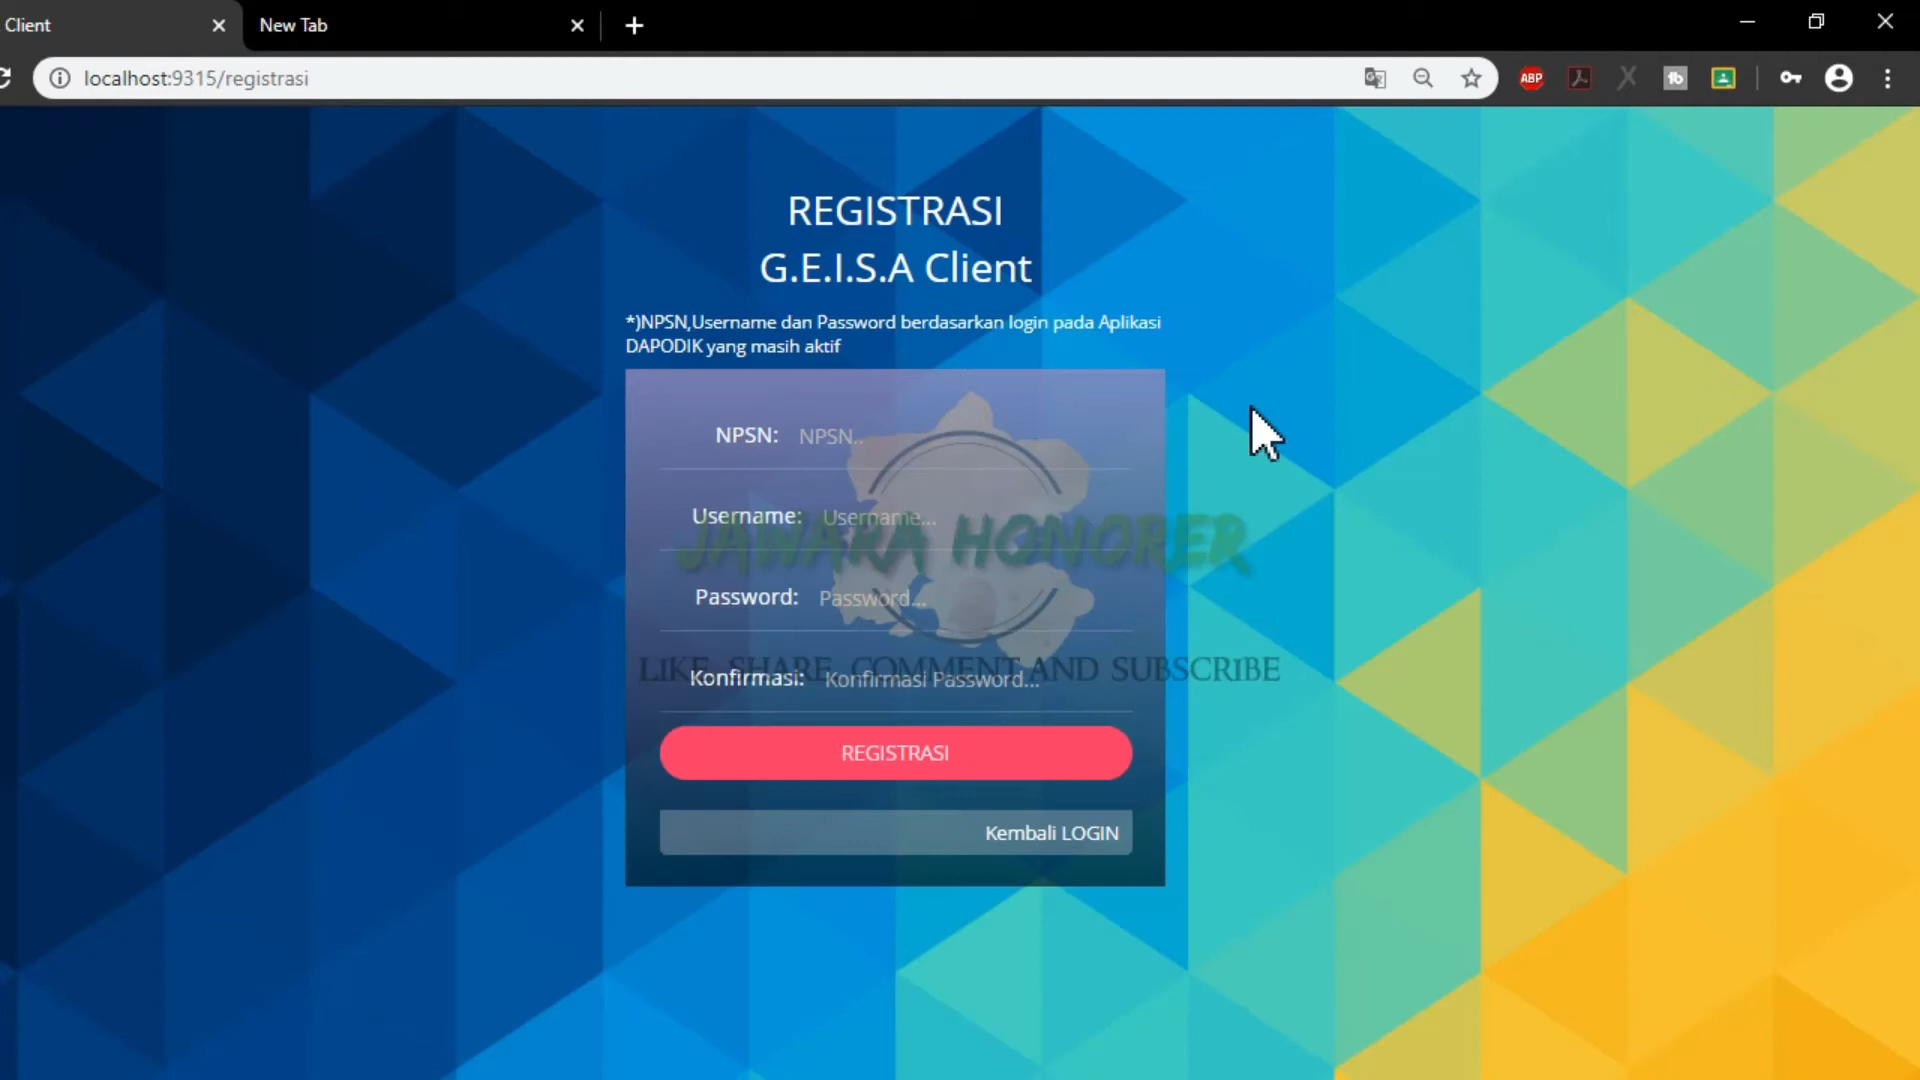 Client
New Tab
localhost:9315/registrasi
ABP
REGISTRASI
G.E.I.S.A Client
*)NPSN,Username dan Password berdasarkan login pada Aplikasi
DAPODIK yang masih aktif
NPSN: NPSN..
Username: Username...
JAWARA HONORER
Password: Password...
LIKE, SHARE, COMMENT AND SUBSCRIBE
Konfirmasi: Konfirmasi Password...
REGISTRASI
Kembali LOGIN